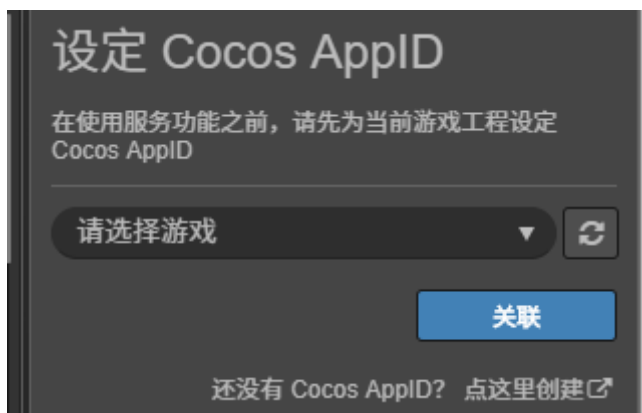 设定 Cocos AppID
在使用服务功能之前，请先为当前游戏工程设定
Cocos AppID
请选择游戏
关联
还没有 Cocos AppID? 点这里创建